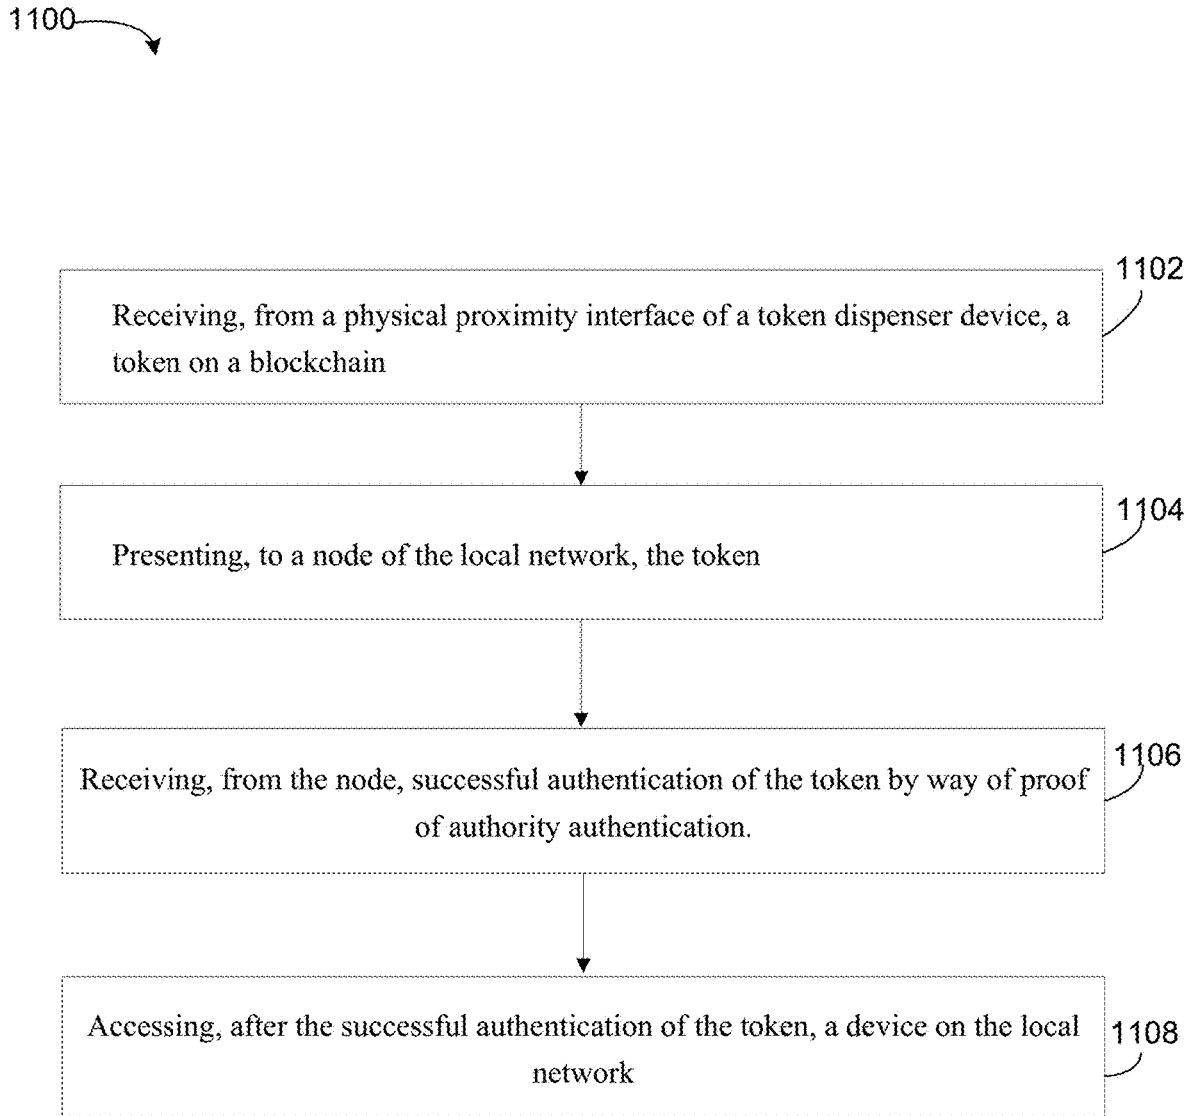 1100
1102
Receiving, from a physical proximity interface of a token dispenser device, a
token on a blockchain
1104
Presenting, to a node of the local network, the token
1106
Receiving, from the node, successful authentication of the token by way of proof
of authority authentication.
Accessing, after the successful authentication of the token, a device on the local
1108
network